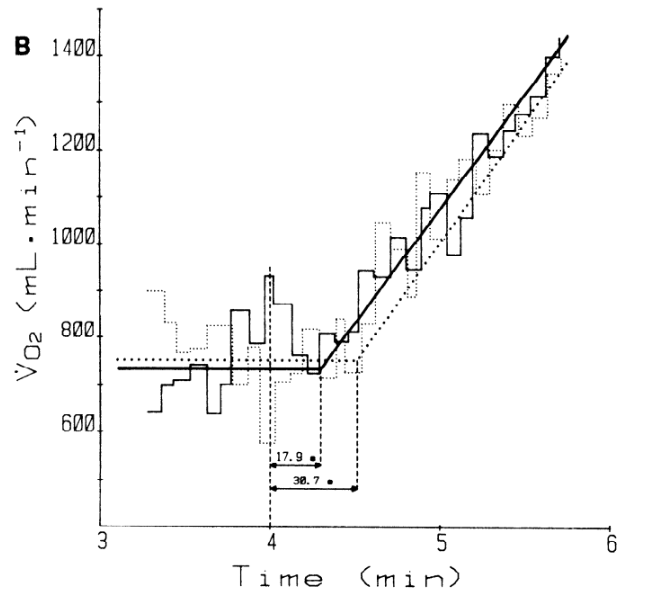 B
1400
1200
1000
800
600
V̇O₂ (mL·min⁻¹)
17.9 s
30.7 s
3 4 5 6
Time (min)